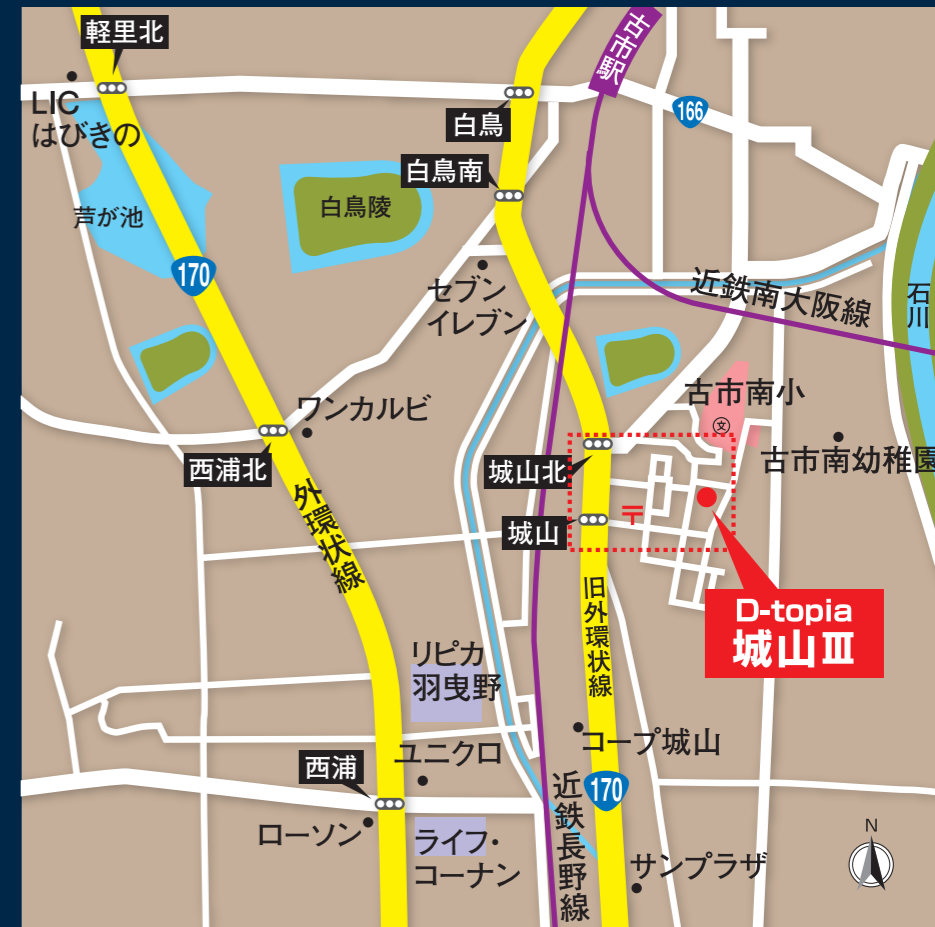 軽里北
古市駅
LIC
はびきの
白鳥
166
白鳥南
芦が池
白鳥陵
170
セブン
イレブン
近鉄南大阪線
石川
ワンカルビ
古市南小
文
西浦北
城山北
古市南幼稚園
外環状線
城山
〒
旧外環状線
D-topia
城山Ⅲ
リピカ
羽曳野
コープ城山
ユニクロ
西浦
170
近鉄長野線
ローソン
ライフ・
コーナン
サンプラザ
N